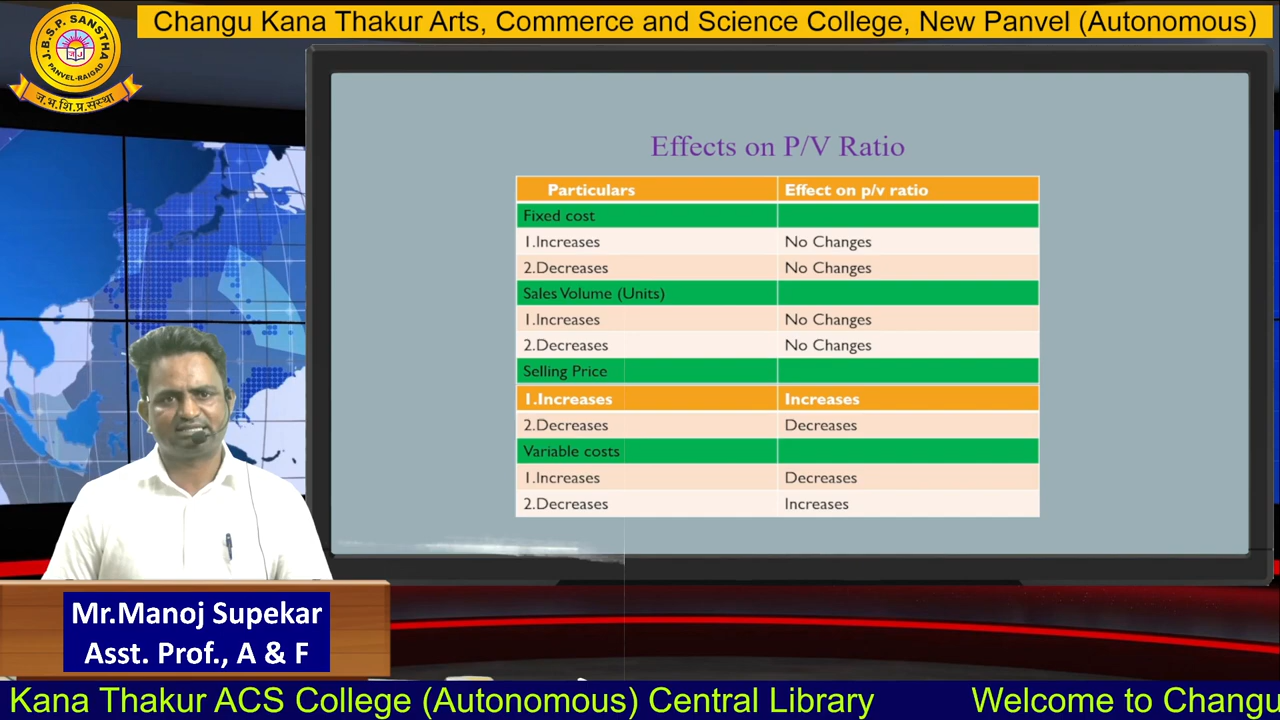 Changu Kana Thakur Arts, Commerce and Science College, New Panvel (Autonomous)
J.B.S.P. SANSTHA
PANVEL-RAIGAD
ज.भ.शि.प्र.संस्था
Effects on P/V Ratio
Particulars Effect on p/v ratio
Fixed cost
1.Increases No Changes
2.Decreases No Changes
Sales Volume (Units)
1.Increases No Changes
2.Decreases No Changes
Selling Price
1.Increases Increases
2.Decreases Decreases
Variable costs
1.Increases Decreases
2.Decreases Increases
Mr.Manoj Supekar
Asst. Prof., A & F
Kana Thakur ACS College (Autonomous) Central Library Welcome to Changu